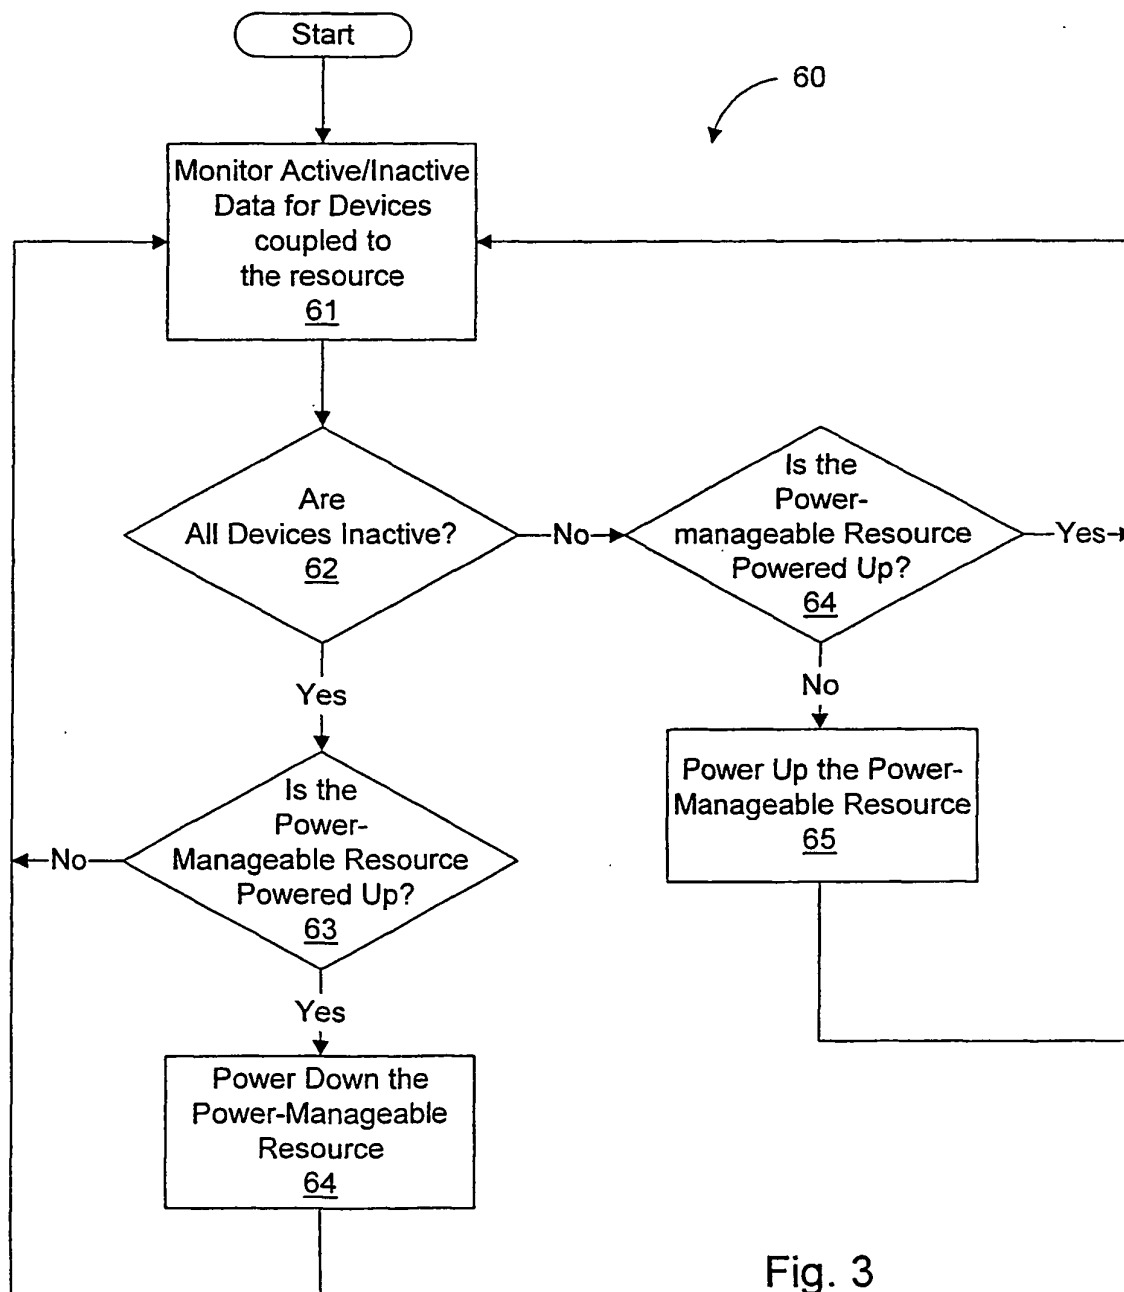 Start
60
Monitor Active/Inactive
Data for Devices
coupled to
the resource
61
Are
All Devices Inactive?
62
No
Is the
Power-
manageable Resource
Powered Up?
64
Yes
Yes
No
Is the
Power-
Manageable Resource
Powered Up?
63
No
Power Up the Power-
Manageable Resource
65
Yes
Power Down the
Power-Manageable
Resource
64
Fig. 3